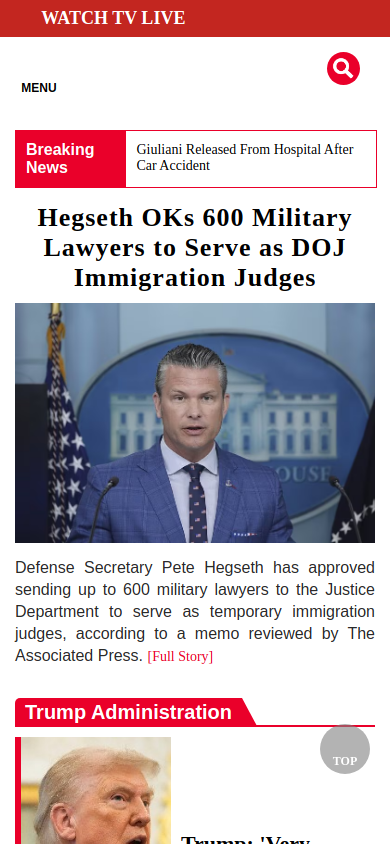 WATCH TV LIVE
MENU
Breaking News
Giuliani Released From Hospital After
Car Accident
Hegseth OKs 600 Military
Lawyers to Serve as DOJ
Immigration Judges
OUSE
Defense Secretary Pete Hegseth has approved
sending up to 600 military lawyers to the Justice
Department to serve as temporary immigration
judges, according to a memo reviewed by The
Associated Press. [Full Story]
Trump Administration
TOP
Trump: 'Very